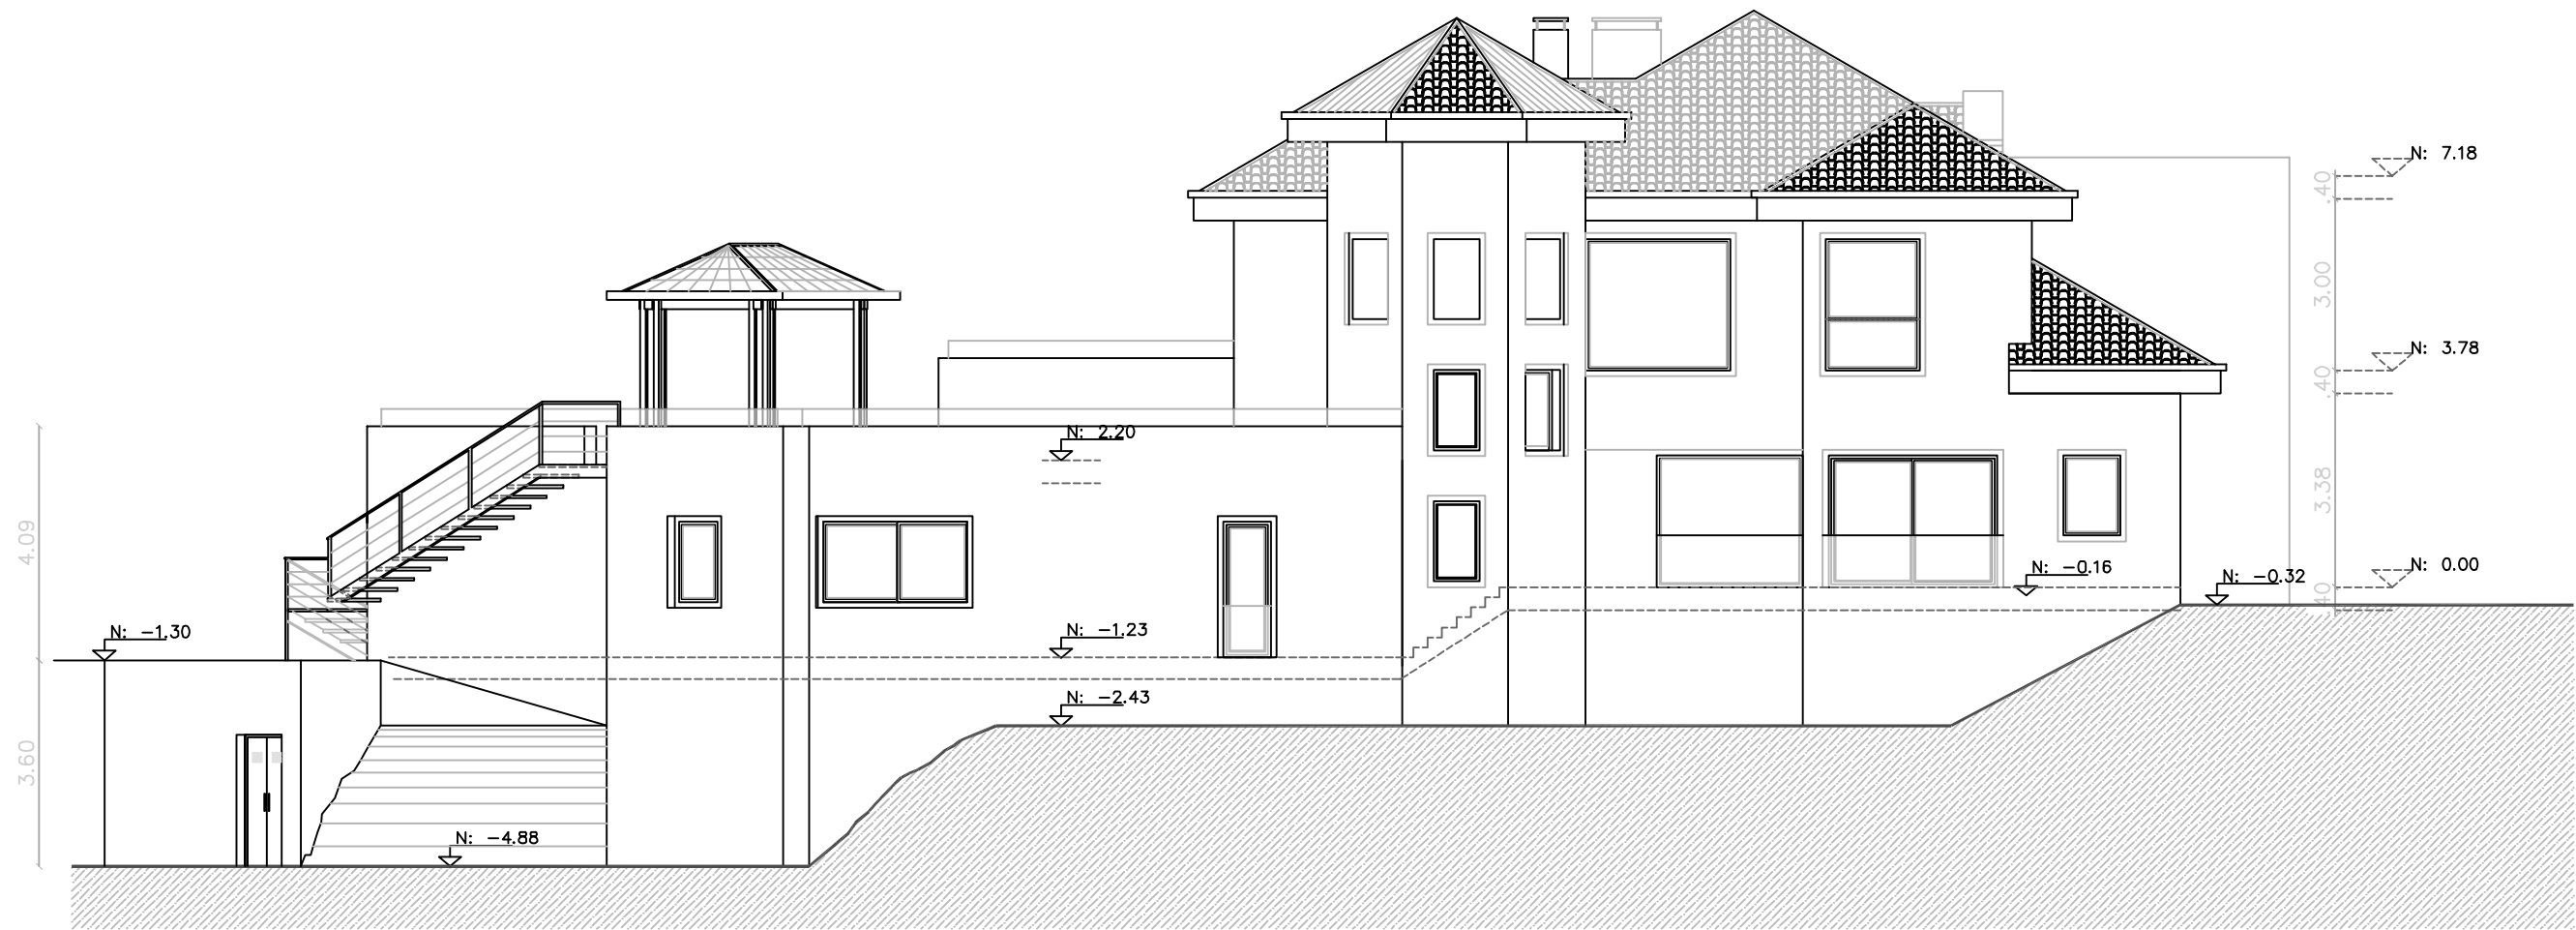 N: 7.18
.40
3.00
N: 3.78
.40
N: 2.20
3.38
4.09
N: 0.00
N: -0.16
N: -0.32
.40
N: -1.30
N: -1.23
N: -2.43
3.60
N: -4.88